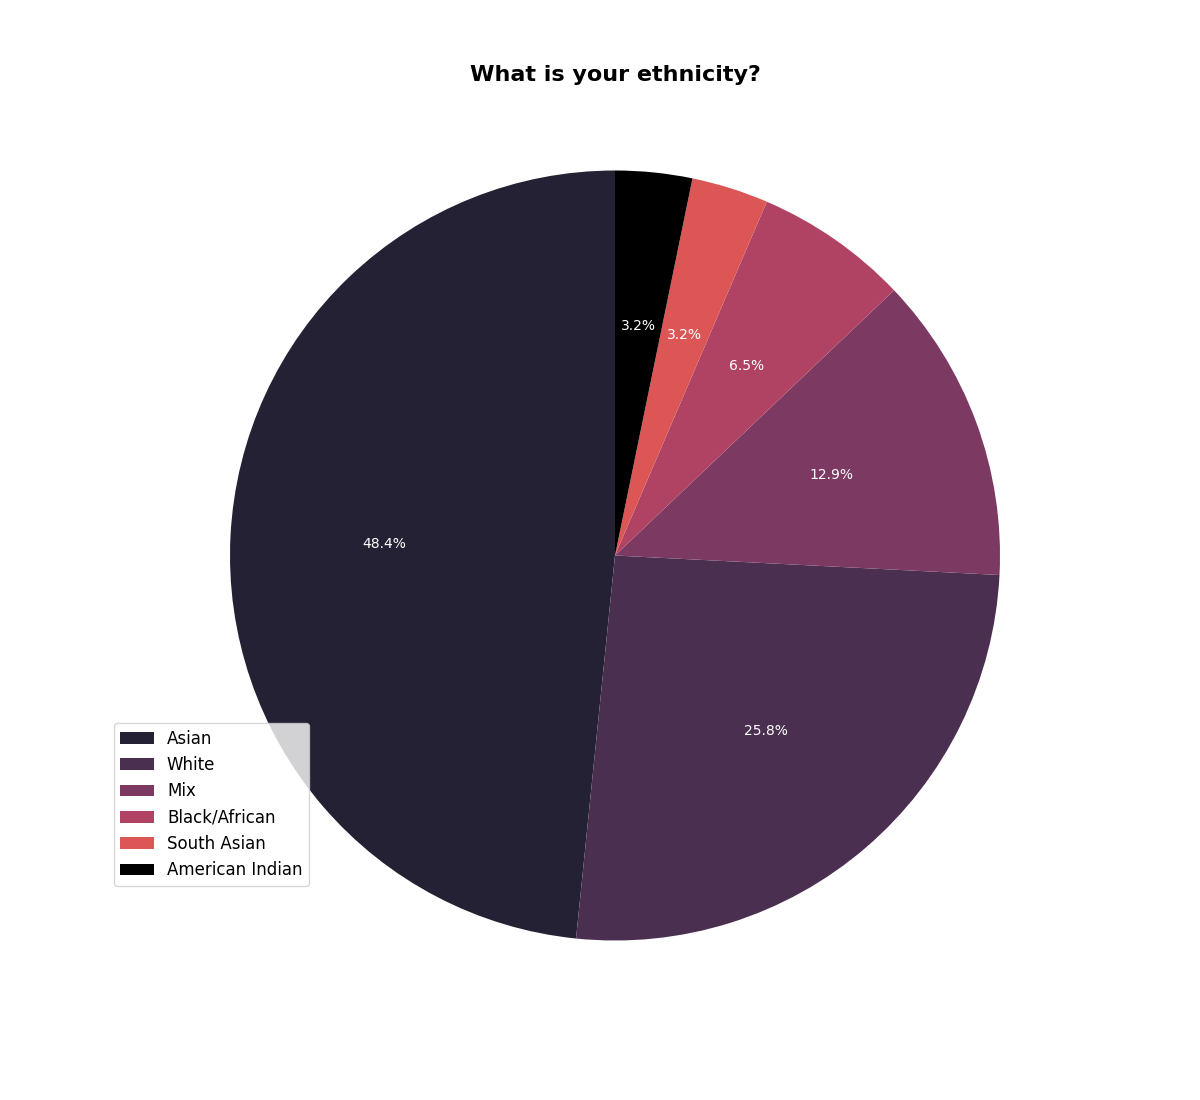 What is your ethnicity?
3.2%
3.2%
6.5%
12.9%
48.4%
25.8%
Asian
White
Mix
Black/African
South Asian
American Indian